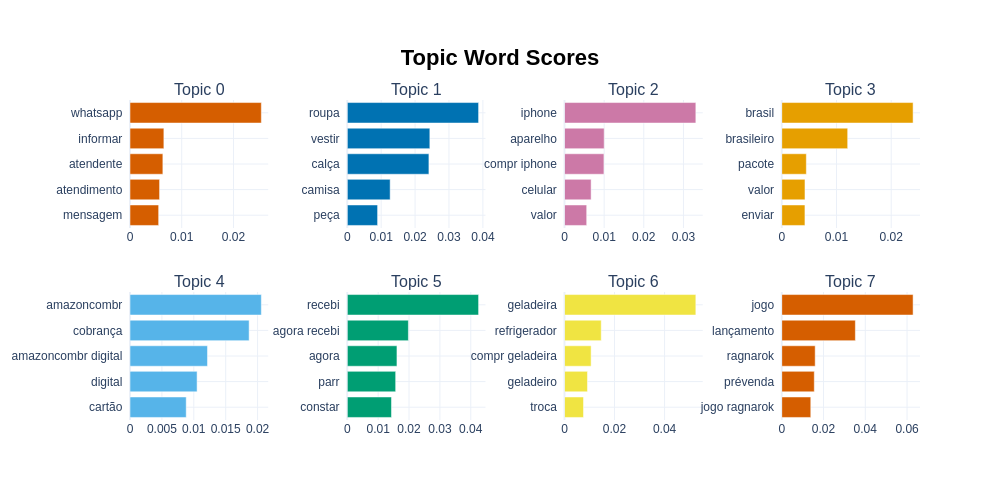 Topic Word Scores
Topic 0
whatsapp
informar
atendente
atendimento
mensagem
0 0.01 0.02
Topic 1
roupa
vestir
calça
camisa
peça
0 0.01 0.02 0.03 0.04
Topic 2
iphone
aparelho
compr iphone
celular
valor
0 0.01 0.02 0.03
Topic 3
brasil
brasileiro
pacote
valor
enviar
0 0.01 0.02
Topic 4
amazoncombr
cobrança
amazoncombr digital
digital
cartão
0 0.005 0.01 0.015 0.02
Topic 5
recebi
agora recebi
agora
parr
constar
0 0.01 0.02 0.03 0.04
Topic 6
geladeira
refrigerador
compr geladeira
geladeiro
troca
0 0.02 0.04
Topic 7
jogo
lançamento
ragnarok
prévenda
jogo ragnarok
0 0.02 0.04 0.06